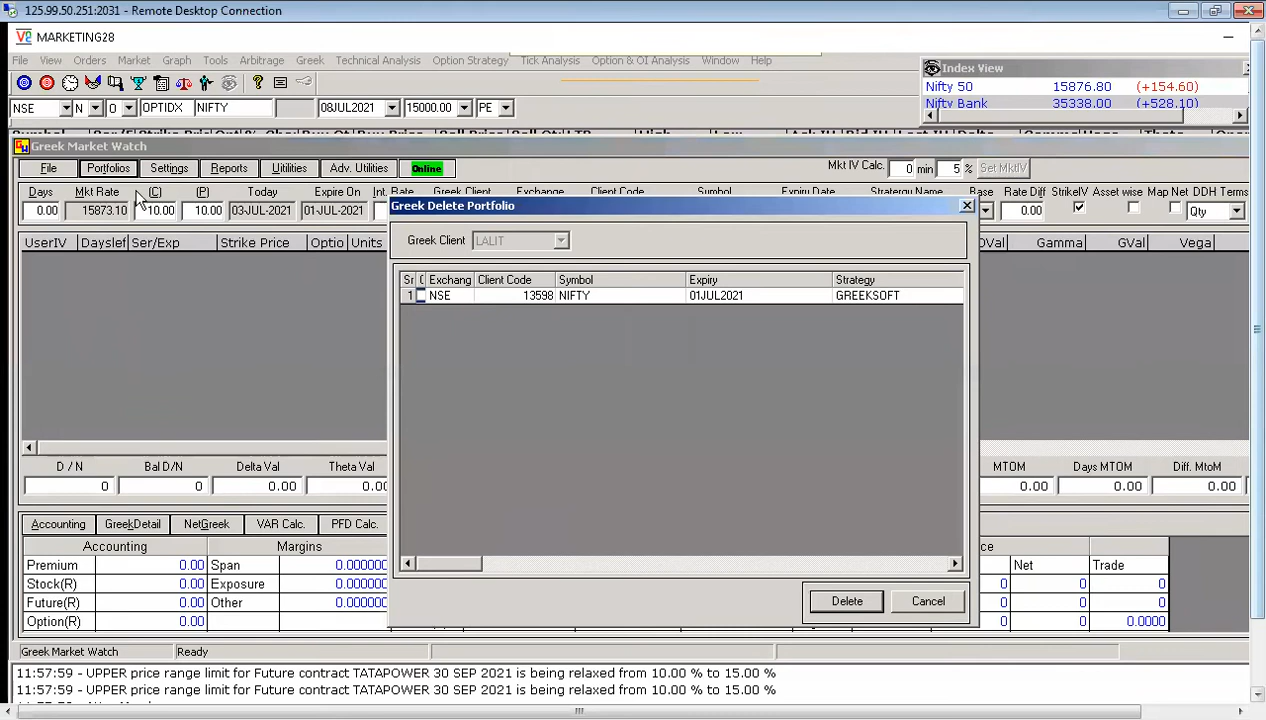 125.99.50.251:2031 - Remote Desktop Connection
MARKETING28
File View Orders Market Graph Tools Arbitrage Greek Technical Analysis Option Strategy Tick Analysis Option & OI Analysis Window Help
Index View
Nifty 50 15876.80 (+154.60)
Nifty Bank 35338.00 (+528.10)
NSE N O OPTIDX NIFTY 08JUL2021 15000.00 PE
Greek Market Watch
File Portfolios Settings Reports Utilities Adv. Utilities Online Mkt IV Calc. 0 min 5 % Set MktIV
Days Mkt Rate (C) (P) Today Expire On Int. Rate Greek Client Exchange Symbol Expiry Date Stratergy Name Base Rate Diff StrikeIV Asset wise Map Net DDH Terms
0.00 15873.10 10.00 10.00 03-JUL-2021 01-JUL-2021 0.00 Qty
Greek Delete Portfolio
Greek Client LALIT
UserIV Dayslef Ser/Exp Strike Price Optio Units
DVal Gamma GVal Vega
Sr Exchang Client Code Symbol Expiry Strategy
1 NSE 13598 NIFTY 01JUL2021 GREEKSOFT
D / N Bal D/N Delta Val Theta Val MTOM Days MTOM Diff. MtoM
0 0 0.00 0.00 0.00 0.00 0.00
Accounting GreekDetail NetGreek VAR Calc. PFD Calc.
Accounting Margins Net Trade
Premium 0.00 Span 0.000000
Stock(R) 0.00 Exposure 0.000000 0 0 0
Future(R) 0.00 Other 0.000000 0 0 0
Option(R) 0.00 0 0 0.0000
Delete Cancel
Greek Market Watch Ready
11:57:59 - UPPER price range limit for Future contract TATAPOWER 30 SEP 2021 is being relaxed from 10.00 % to 15.00 %
11:57:59 - UPPER price range limit for Future contract TATAPOWER 30 SEP 2021 is being relaxed from 10.00 % to 15.00 %